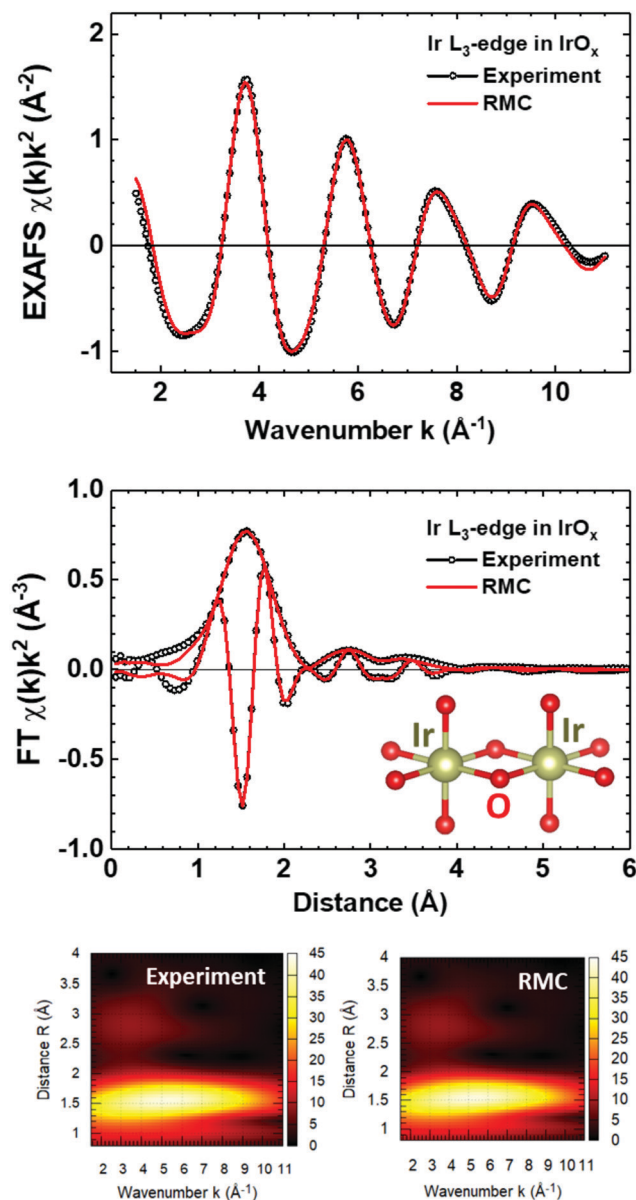 2
Ir L₃-edge in IrOₓ
Experiment
RMC
1
0
-1
EXAFS χ(k)k² (Å⁻²)
2 4 6 8 10
Wavenumber k (Å⁻¹)
1.0
Ir L₃-edge in IrOₓ
Experiment
RMC
0.5
0.0
-0.5
-1.0
FT χ(k)k² (Å⁻³)
Ir Ir
O
0 1 2 3 4 5 6
Distance (Å)
Experiment
4
3.5
3
2.5
2
1.5
1
Distance R (Å)
45
40
35
30
25
20
15
10
5
0
2 3 4 5 6 7 8 9 10 11
Wavenumber k (Å⁻¹)
RMC
4
3.5
3
2.5
2
1.5
1
Distance R (Å)
45
40
35
30
25
20
15
10
5
0
2 3 4 5 6 7 8 9 10 11
Wavenumber k (Å⁻¹)